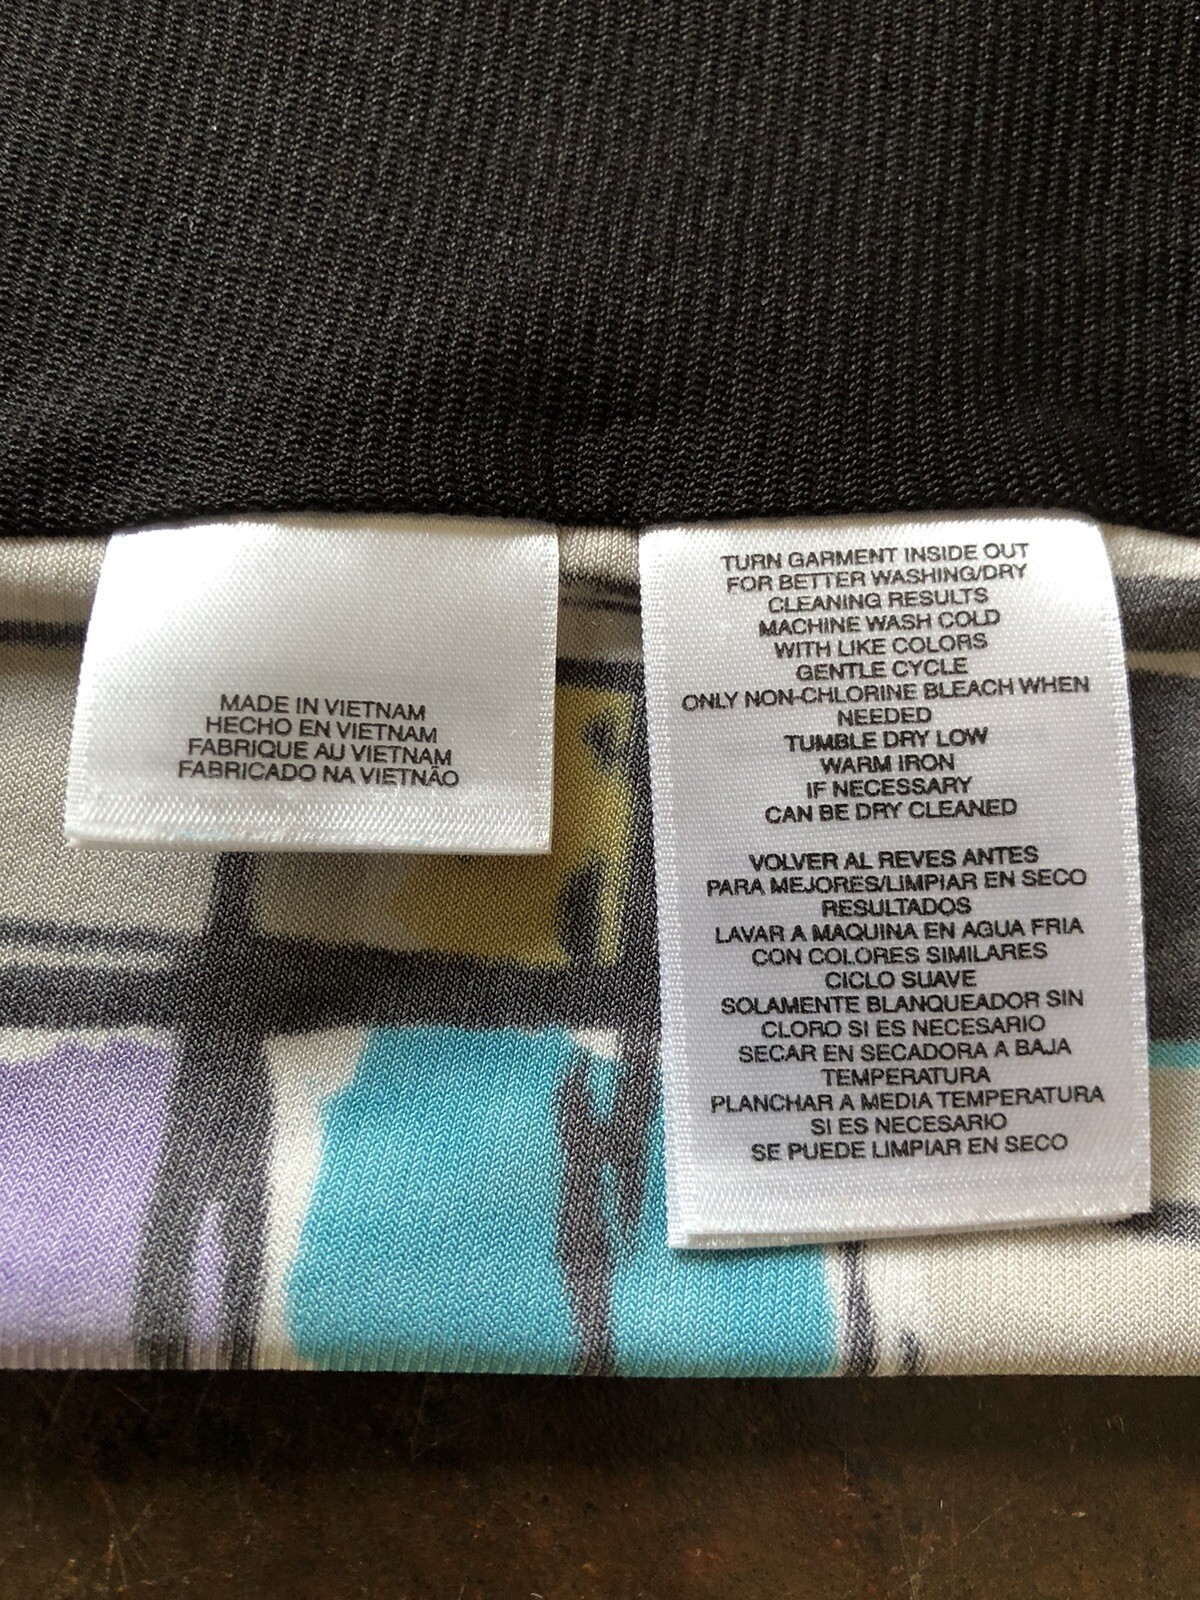 MADE IN VIETNAM
HECHO EN VIETNAM
FABRIQUE AU VIETNAM
FABRICADO NA VIETNÃO
TURN GARMENT INSIDE OUT
FOR BETTER WASHING/DRY
CLEANING RESULTS
MACHINE WASH COLD
WITH LIKE COLORS
GENTLE CYCLE
ONLY NON-CHLORINE BLEACH WHEN
NEEDED
TUMBLE DRY LOW
WARM IRON
IF NECESSARY
CAN BE DRY CLEANED
VOLVER AL REVES ANTES
PARA MEJORES/LIMPIAR EN SECO
RESULTADOS
LAVAR A MAQUINA EN AGUA FRIA
CON COLORES SIMILARES
CICLO SUAVE
SOLAMENTE BLANQUEADOR SIN
CLORO SI ES NECESARIO
SECAR EN SECADORA A BAJA
TEMPERATURA
PLANCHAR A MEDIA TEMPERATURA
SI ES NECESARIO
SE PUEDE LIMPIAR EN SECO